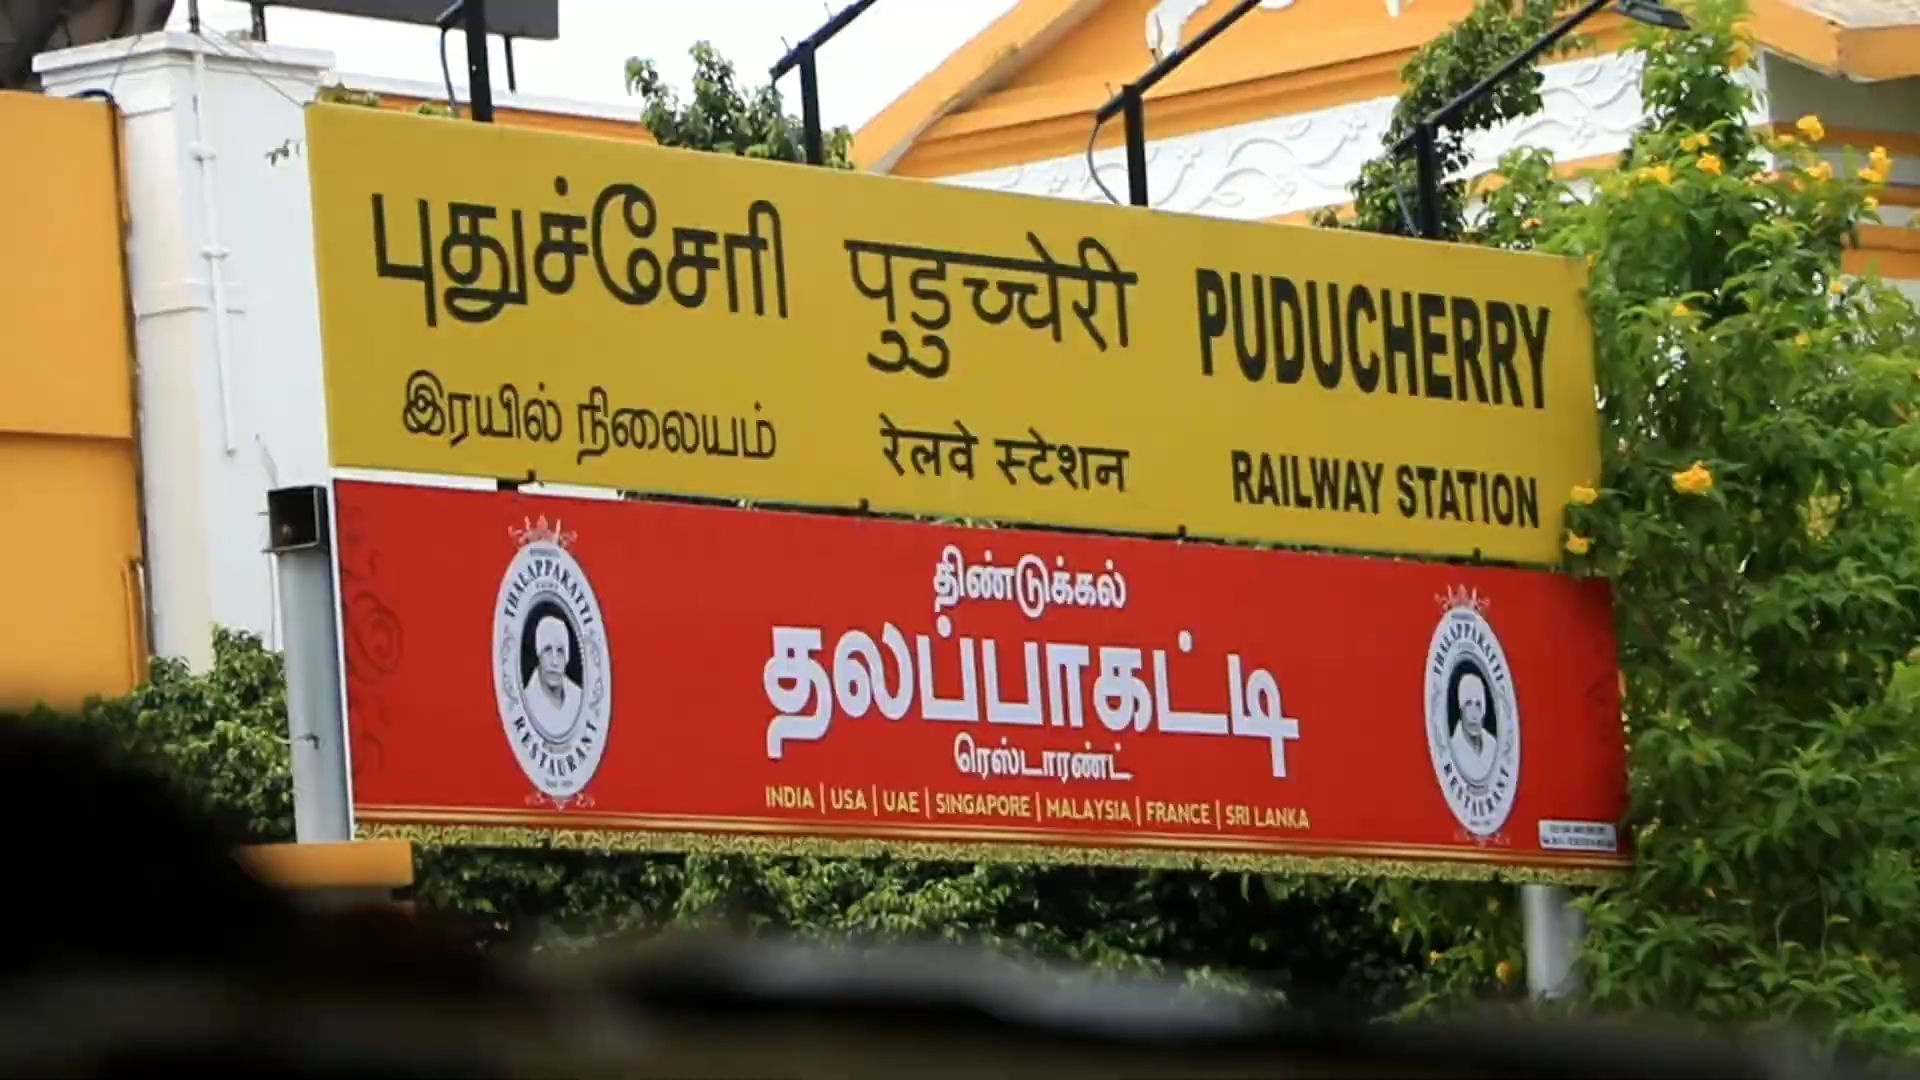 புதுச்சேரி पुडुच्चेरी PUDUCHERRY
இரயில் நிலையம் रेलवे स्टेशन RAILWAY STATION
THALAPPAKATTI
RESTAURANT
திண்டுக்கல்
தலப்பாகட்டி
ரெஸ்டாரண்ட்
INDIA | USA | UAE | SINGAPORE | MALAYSIA | FRANCE | SRI LANKA
THALAPPAKATTI
RESTAURANT